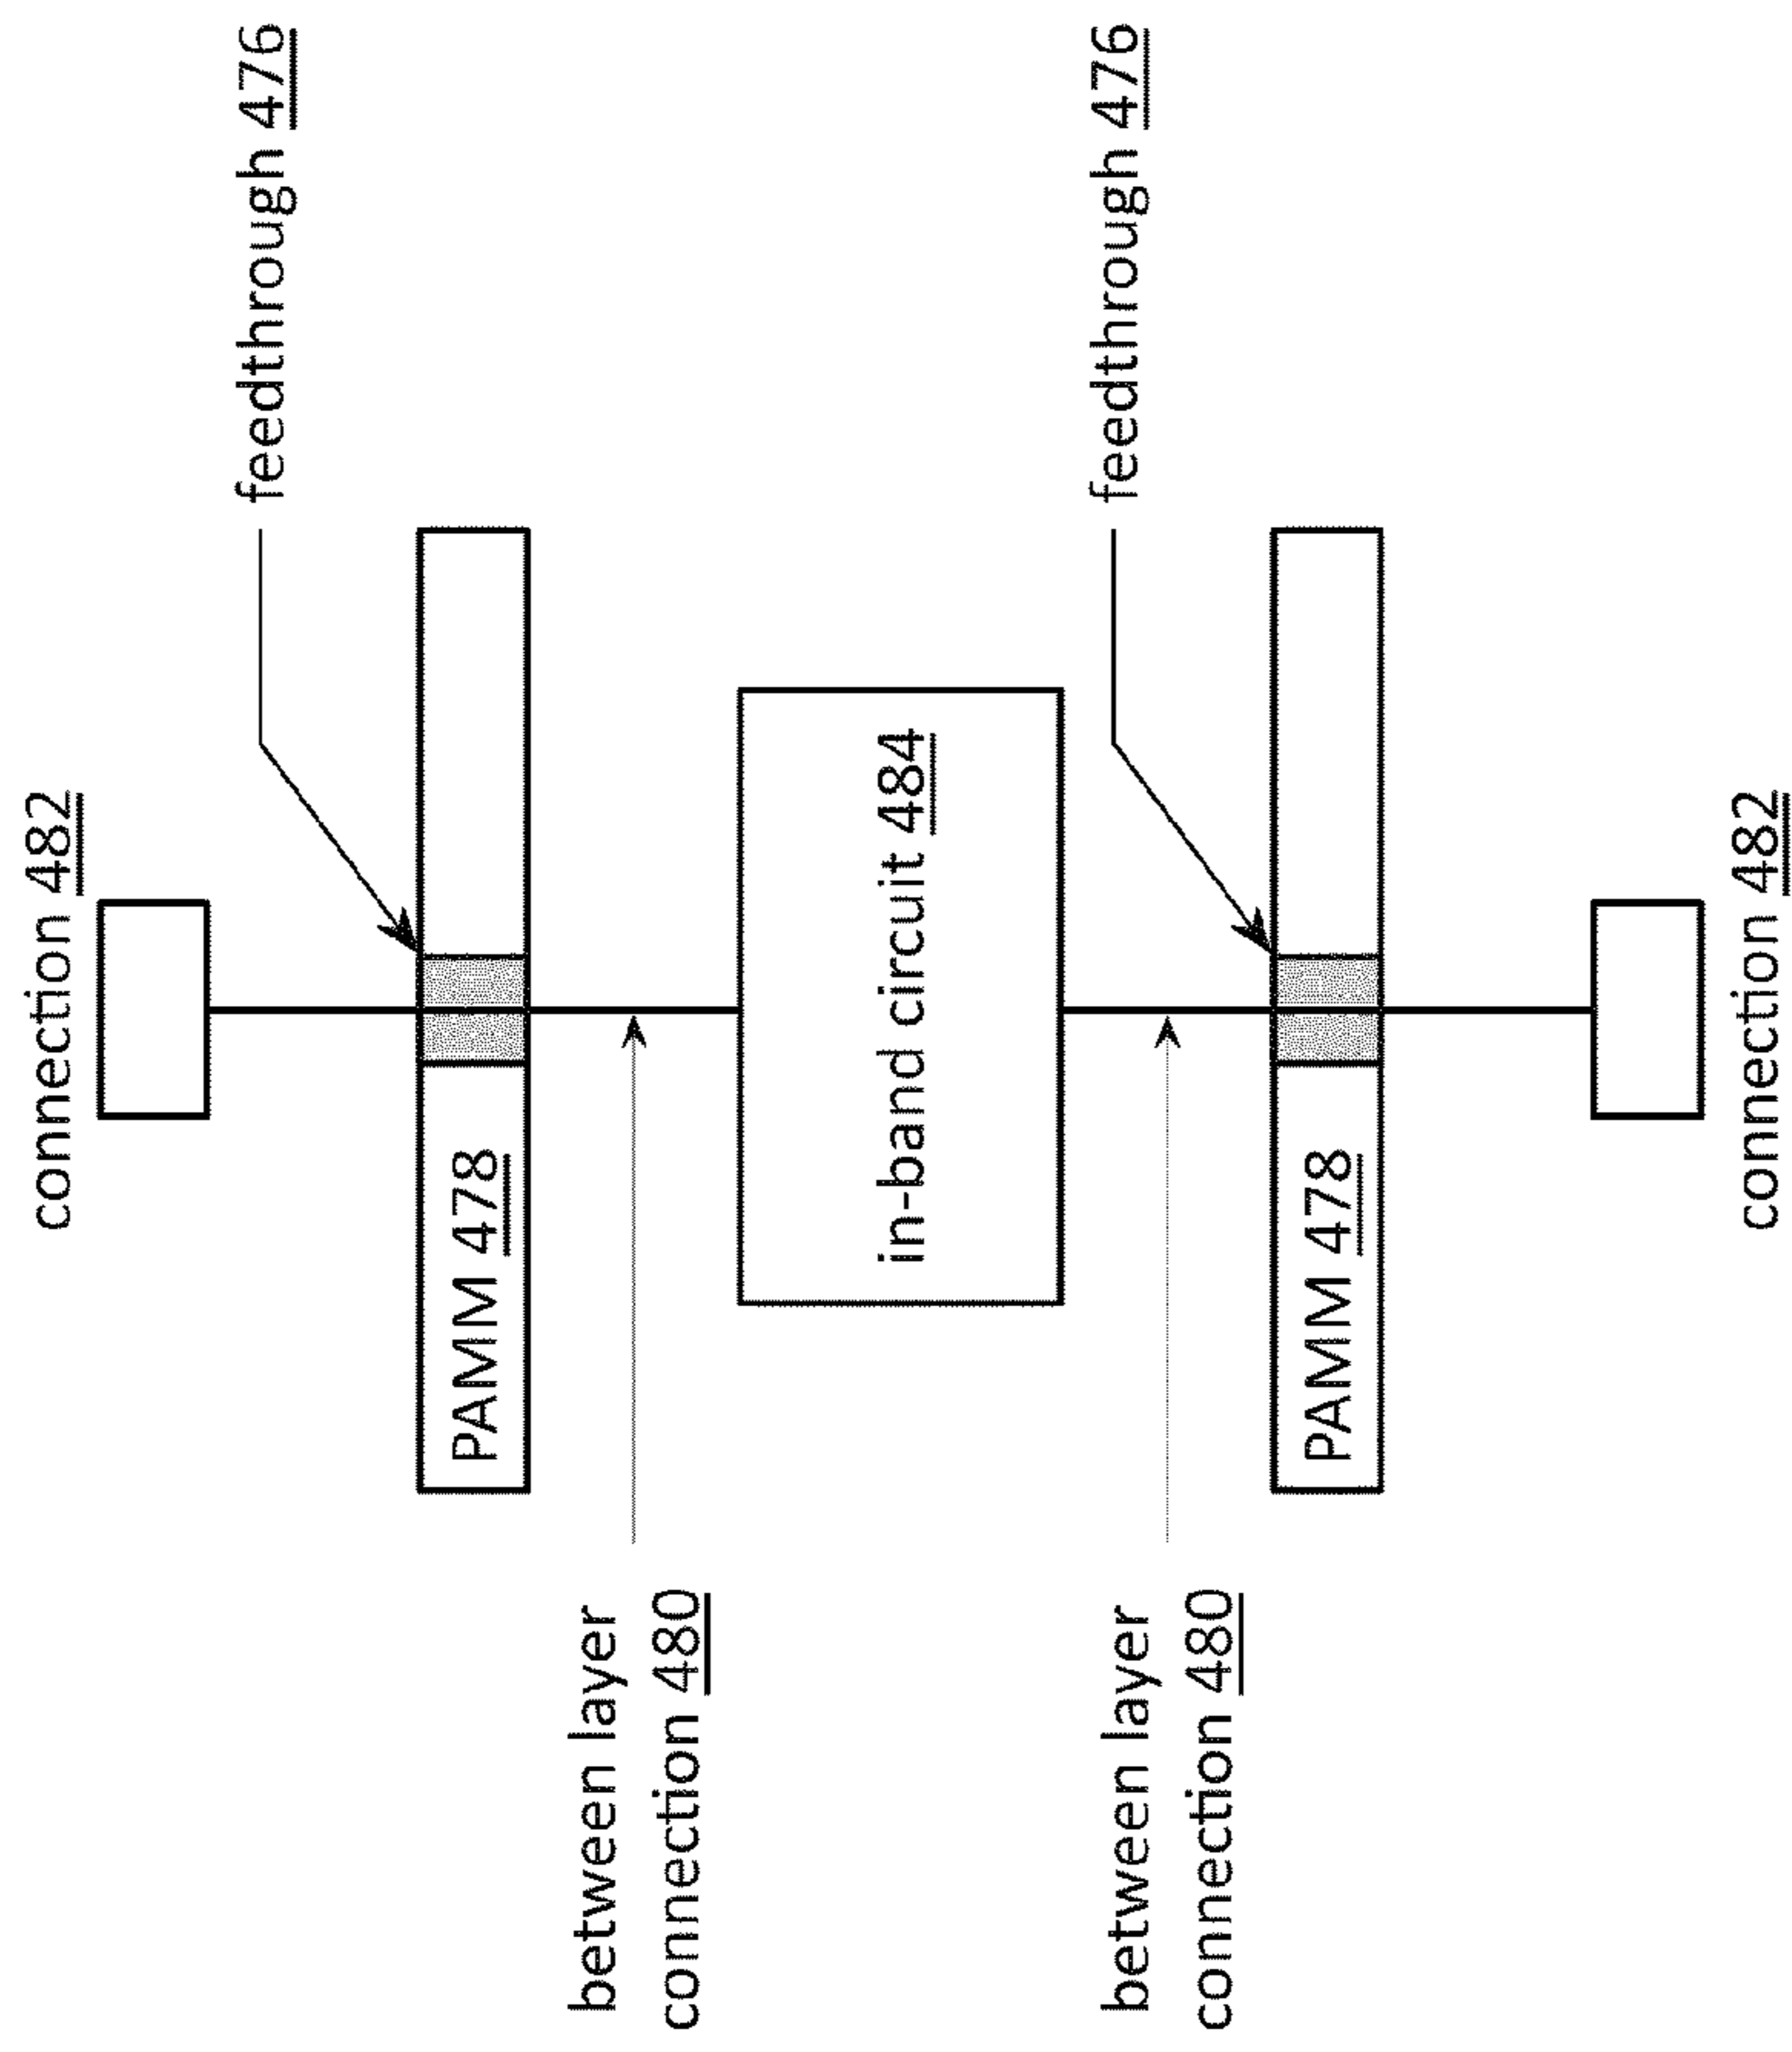 connection 482
feedthrough 476
PAMM 478
between layer
connection 480
in-band circuit 484
feedthrough 476
between layer
connection 480
PAMM 478
connection 482